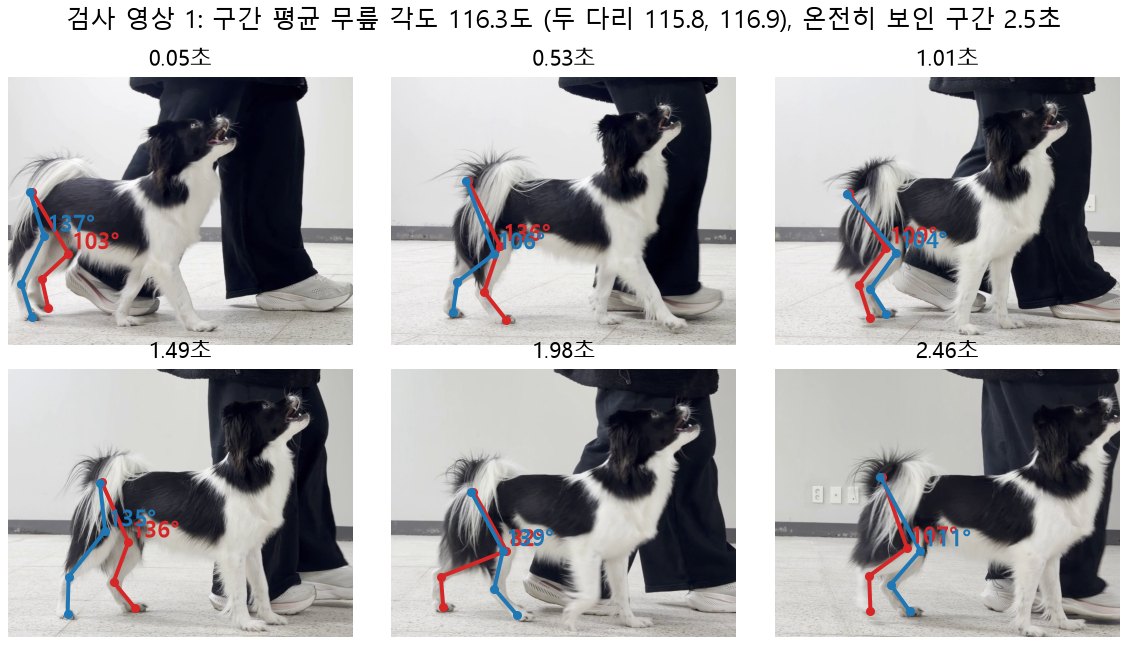 검사 영상 1: 구간 평균 무릎 각도 116.3도 (두 다리 115.8, 116.9), 온전히 보인 구간 2.5초
0.05초
0.53초
1.01초
137°
103°
106°
1.49초
1.98초
2.46초
135°
136°
129°
111°